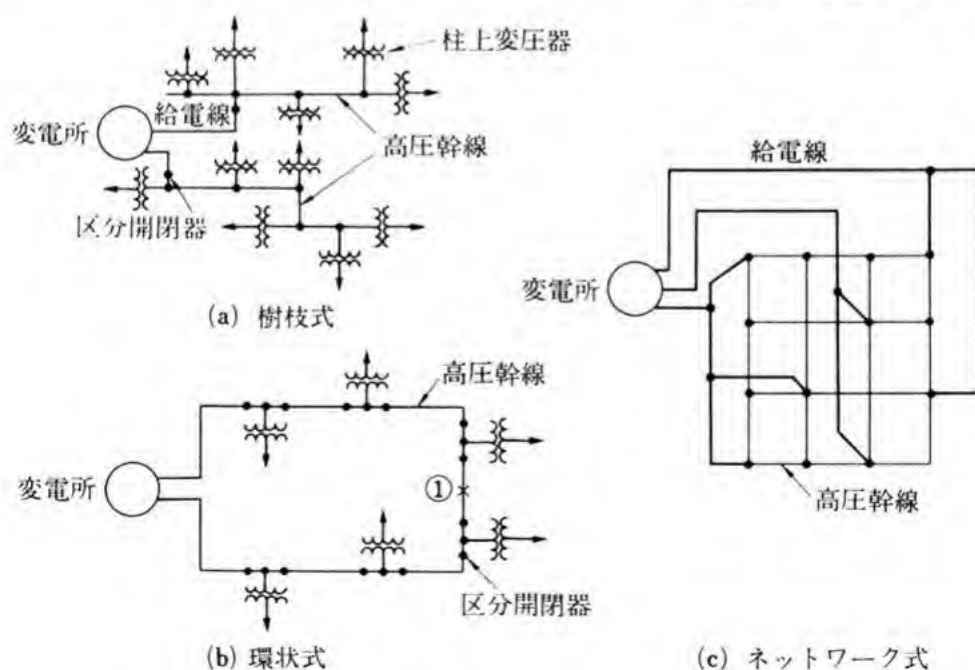 柱上変圧器
給電線
変電所
高圧幹線
区分開閉器
(a) 樹枝式
高圧幹線
変電所
①
区分開閉器
(b) 環状式
給電線
変電所
高圧幹線
(c) ネットワーク式